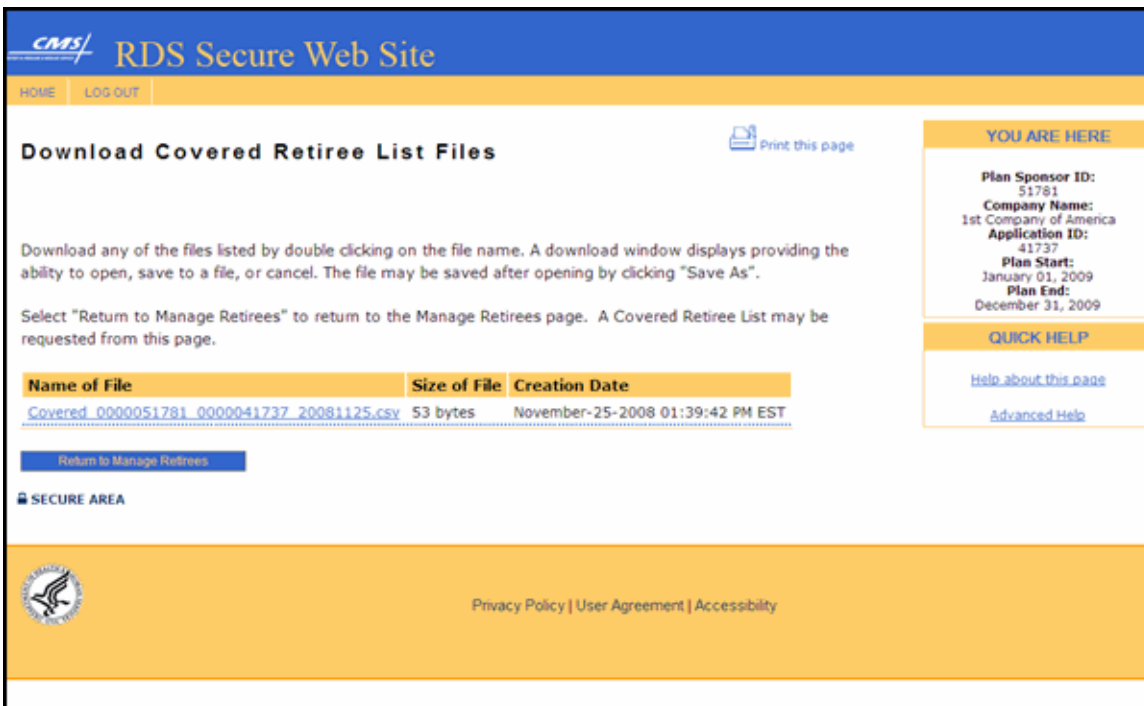 CMS
RDS Secure Web Site
HOME
LOG OUT
Download Covered Retiree List Files
Print this page
Download any of the files listed by double clicking on the file name. A download window displays providing the
ability to open, save to a file, or cancel. The file may be saved after opening by clicking "Save As".
Select "Return to Manage Retirees" to return to the Manage Retirees page. A Covered Retiree List may be
requested from this page.
Name of File Size of File Creation Date
Covered_0000051781_0000041737_20081125.csv 53 bytes November-25-2008 01:39:42 PM EST
Return to Manage Retirees
SECURE AREA
YOU ARE HERE
Plan Sponsor ID:
51781
Company Name:
1st Company of America
Application ID:
41737
Plan Start:
January 01, 2009
Plan End:
December 31, 2009
QUICK HELP
Help about this page
Advanced Help
Privacy Policy | User Agreement | Accessibility